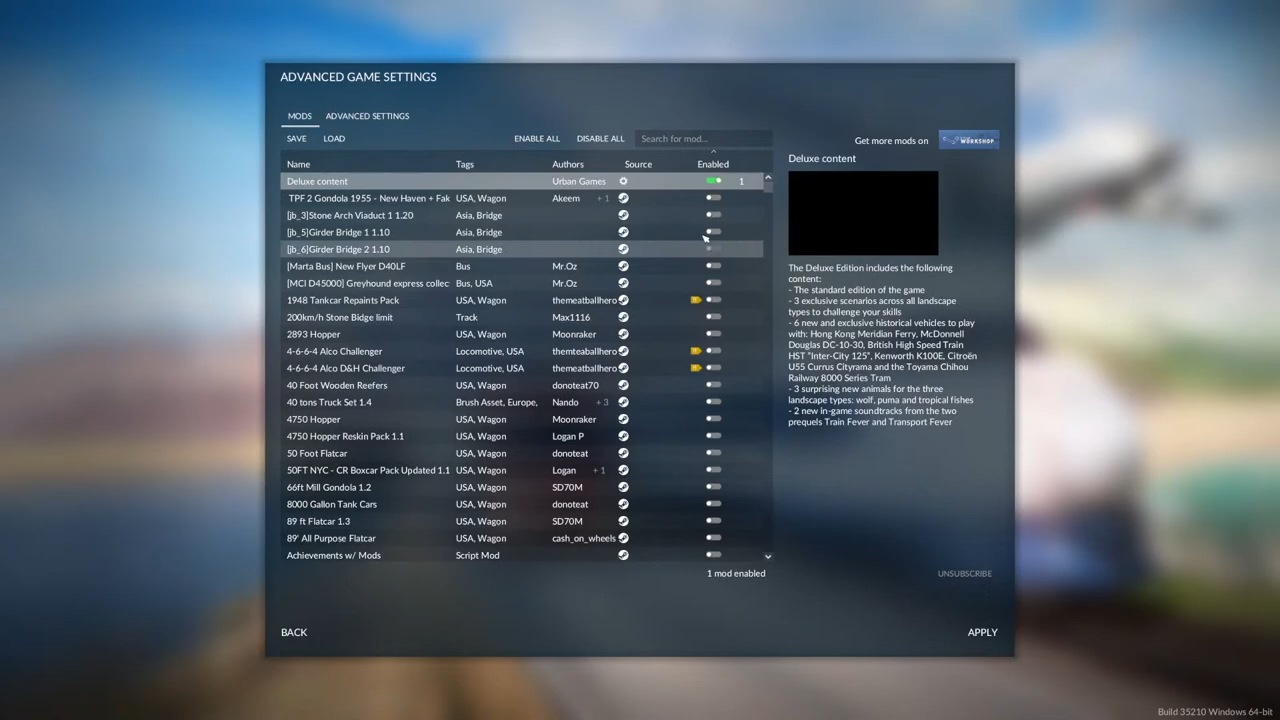 ADVANCED GAME SETTINGS
MODS ADVANCED SETTINGS
SAVE LOAD ENABLE ALL DISABLE ALL Search for mod...
Get more mods on WORKSHOP
Name Tags Authors Source Enabled
Deluxe content Urban Games 1
TPF 2 Gondola 1955 - New Haven + Fak USA, Wagon Akeem + 1
[jb_3]Stone Arch Viaduct 1 1.20 Asia, Bridge
[jb_5]Girder Bridge 1 1.10 Asia, Bridge
[jb_6]Girder Bridge 2 1.10 Asia, Bridge
[Marta Bus] New Flyer D40LF Bus Mr.Oz
[MCI D45000] Greyhound express collec Bus, USA Mr.Oz
1948 Tankcar Repaints Pack USA, Wagon themeatballhero
200km/h Stone Bidge limit Track Max1116
2893 Hopper USA, Wagon Moonraker
4-6-6-4 Alco Challenger Locomotive, USA themteatballhero
4-6-6-4 Alco D&H Challenger Locomotive, USA themeatballhero
40 Foot Wooden Reefers USA, Wagon donoteat70
40 tons Truck Set 1.4 Brush Asset, Europe, Nando + 3
4750 Hopper USA, Wagon Moonraker
4750 Hopper Reskin Pack 1.1 USA, Wagon Logan P
50 Foot Flatcar USA, Wagon donoteat
50FT NYC - CR Boxcar Pack Updated 1.1 USA, Wagon Logan + 1
66ft Mill Gondola 1.2 USA, Wagon SD70M
8000 Gallon Tank Cars USA, Wagon donoteat
89 ft Flatcar 1.3 USA, Wagon SD70M
89' All Purpose Flatcar USA, Wagon cash_on_wheels
Achievements w/ Mods Script Mod
1 mod enabled
Deluxe content
The Deluxe Edition includes the following
content:
- The standard edition of the game
- 3 exclusive scenarios across all landscape
types to challenge your skills
- 6 new and exclusive historical vehicles to play
with: Hong Kong Meridian Ferry, McDonnell
Douglas DC-10-30, British High Speed Train
HST "Inter-City 125", Kenworth K100E, Citroën
U55 Currus Cityrama and the Toyama Chihou
Railway 8000 Series Tram
- 3 surprising new animals for the three
landscape types: wolf, puma and tropical fishes
- 2 new in-game soundtracks from the two
prequels Train Fever and Transport Fever
UNSUBSCRIBE
BACK APPLY
Build 35210 Windows 64-bit